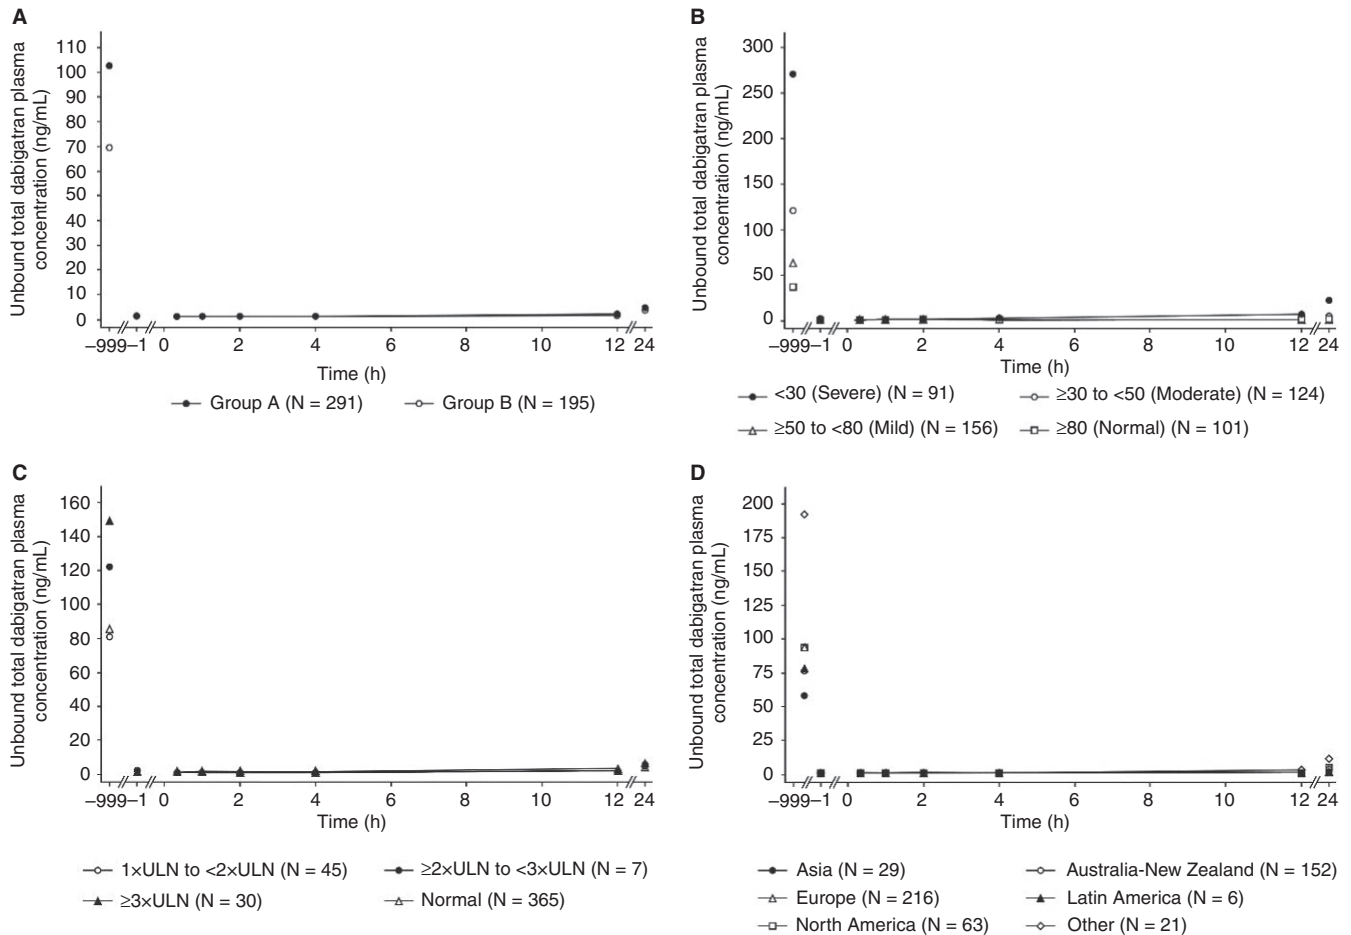 A
Unbound total dabigatran plasma
concentration (ng/mL)
110
100
90
80
70
60
50
40
30
20
10
0
–999–1 0 2 4 6 8 10 12 24
Time (h)
Group A (N = 291) Group B (N = 195)
B
Unbound total dabigatran plasma
concentration (ng/mL)
300
250
200
150
100
50
0
–999–1 0 2 4 6 8 10 12 24
Time (h)
<30 (Severe) (N = 91) ≥30 to <50 (Moderate) (N = 124)
≥50 to <80 (Mild) (N = 156) ≥80 (Normal) (N = 101)
C
Unbound total dabigatran plasma
concentration (ng/mL)
160
140
120
100
80
60
40
20
0
–999–1 0 2 4 6 8 10 12 24
Time (h)
1×ULN to <2×ULN (N = 45) ≥2×ULN to <3×ULN (N = 7)
≥3×ULN (N = 30) Normal (N = 365)
D
Unbound total dabigatran plasma
concentration (ng/mL)
200
175
150
125
100
75
50
25
0
–999–1 0 2 4 6 8 10 12 24
Time (h)
Asia (N = 29) Australia-New Zealand (N = 152)
Europe (N = 216) Latin America (N = 6)
North America (N = 63) Other (N = 21)